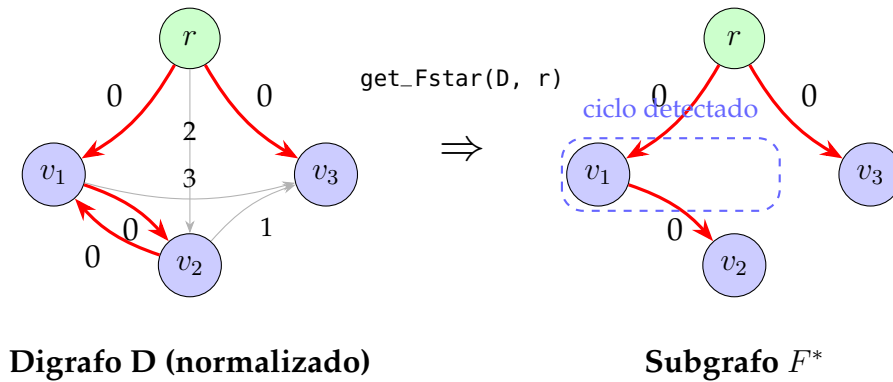 r
0
0
2
v₁
3
v₃
0
0
1
v₂
Digrafo D (normalizado)
get_Fstar(D, r)
⇒
r
0
0
ciclo detectado
v₁
v₃
0
v₂
Subgrafo F*